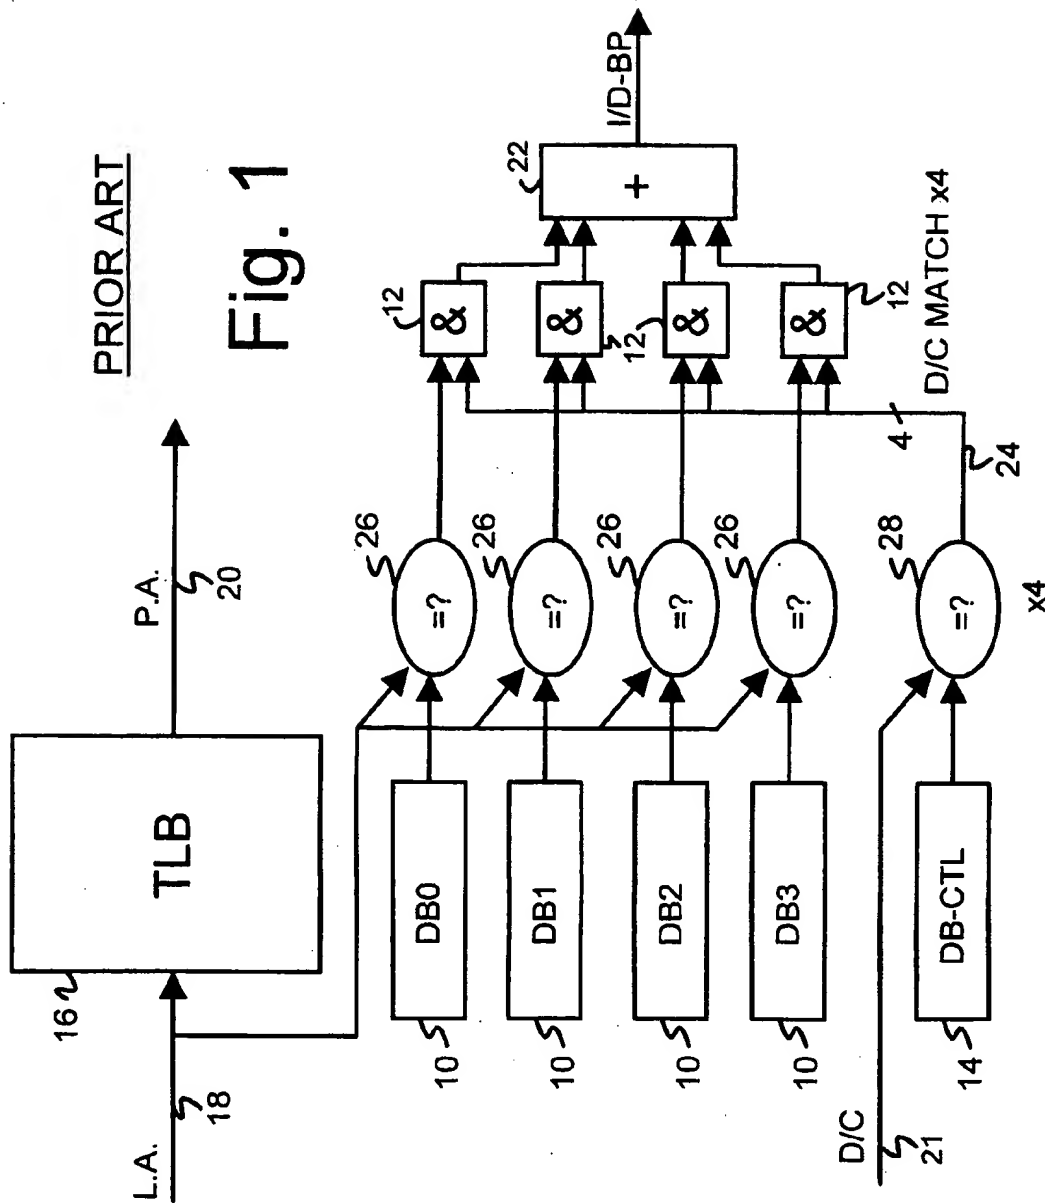 PRIOR ART
Fig. 1
L.A.
18
16
TLB
P.A.
20
10
DB0
=?
26
&
12
10
DB1
=?
26
&
12
10
DB2
=?
26
&
12
10
DB3
=?
26
&
12
22
+
I/D-BP
D/C
21
14
DB-CTL
=?
28
x4
24
4
D/C MATCH x4